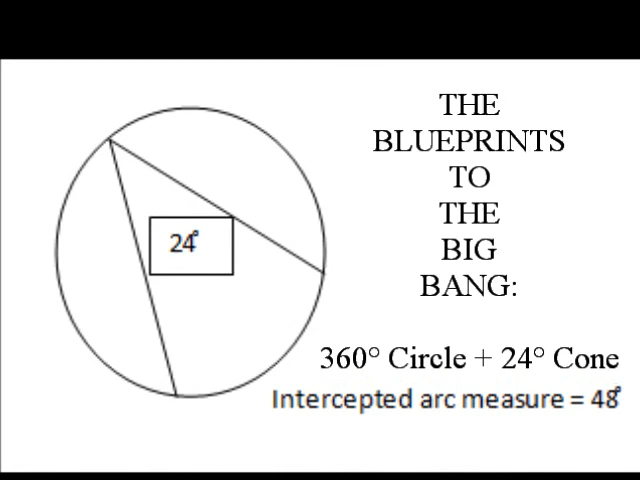 THE
BLUEPRINTS
TO
THE
BIG
BANG:
24°
360° Circle + 24° Cone
Intercepted arc measure = 48°